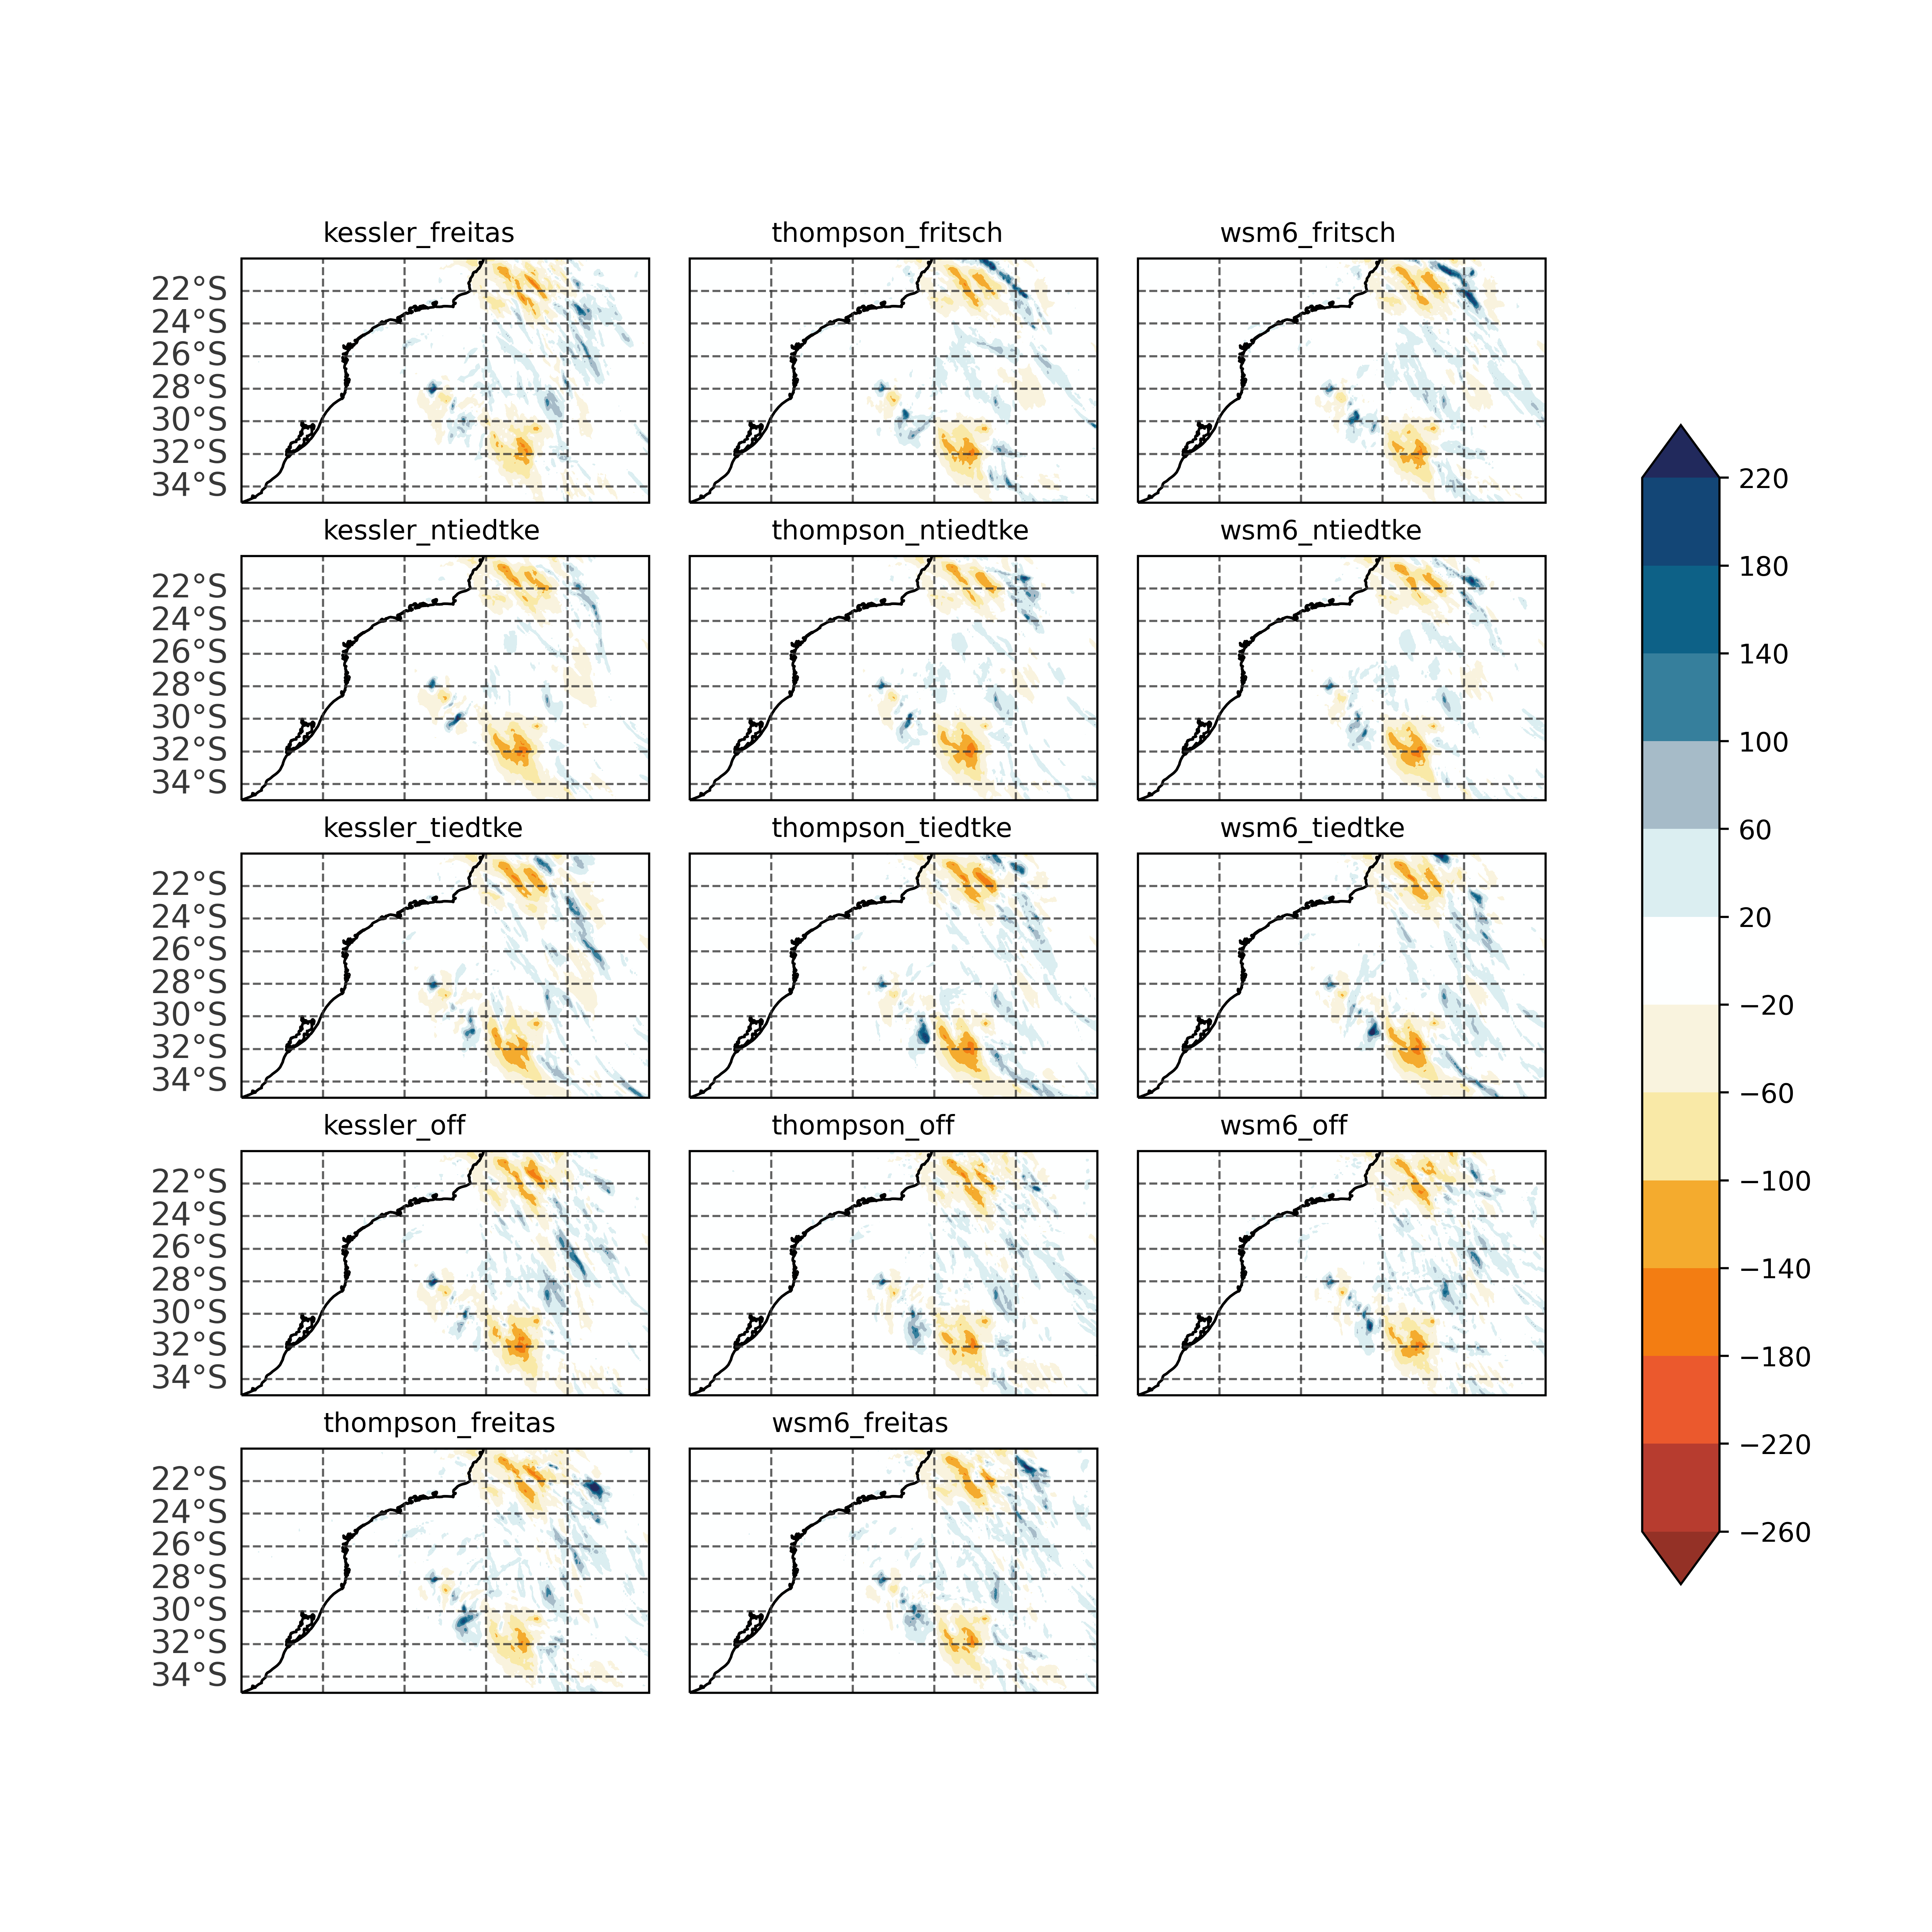 kessler_freitas thompson_fritsch wsm6_fritsch
22°S
24°S
26°S
28°S
30°S
32°S
34°S
kessler_ntiedtke thompson_ntiedtke wsm6_ntiedtke
22°S
24°S
26°S
28°S
30°S
32°S
34°S
kessler_tiedtke thompson_tiedtke wsm6_tiedtke
22°S
24°S
26°S
28°S
30°S
32°S
34°S
kessler_off thompson_off wsm6_off
22°S
24°S
26°S
28°S
30°S
32°S
34°S
thompson_freitas wsm6_freitas
22°S
24°S
26°S
28°S
30°S
32°S
34°S
220
180
140
100
60
20
−20
−60
−100
−140
−180
−220
−260